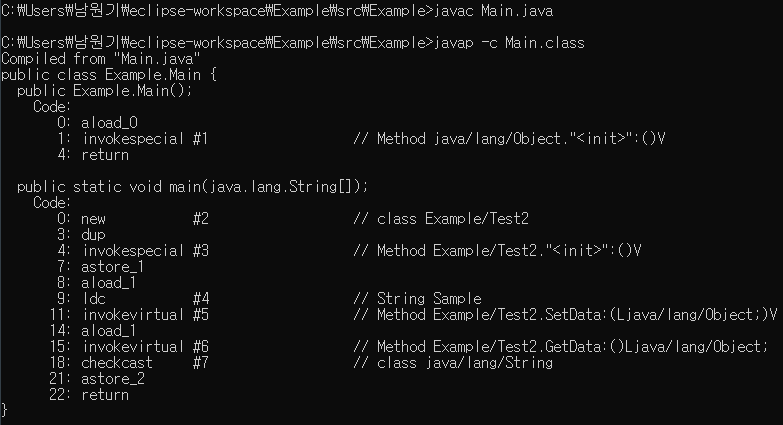 C:₩Users₩남원기₩eclipse-workspace₩Example₩src₩Example>javac Main.java
C:₩Users₩남원기₩eclipse-workspace₩Example₩src₩Example>javap -c Main.class
Compiled from "Main.java"
public class Example.Main {
  public Example.Main();
    Code:
       0: aload_0
       1: invokespecial #1                  // Method java/lang/Object."<init>":()V
       4: return
  public static void main(java.lang.String[]);
    Code:
       0: new           #2                  // class Example/Test2
       3: dup
       4: invokespecial #3                  // Method Example/Test2."<init>":()V
       7: astore_1
       8: aload_1
       9: ldc           #4                  // String Sample
      11: invokevirtual #5                  // Method Example/Test2.SetData:(Ljava/lang/Object;)V
      14: aload_1
      15: invokevirtual #6                  // Method Example/Test2.GetData:()Ljava/lang/Object;
      18: checkcast     #7                  // class java/lang/String
      21: astore_2
      22: return
}